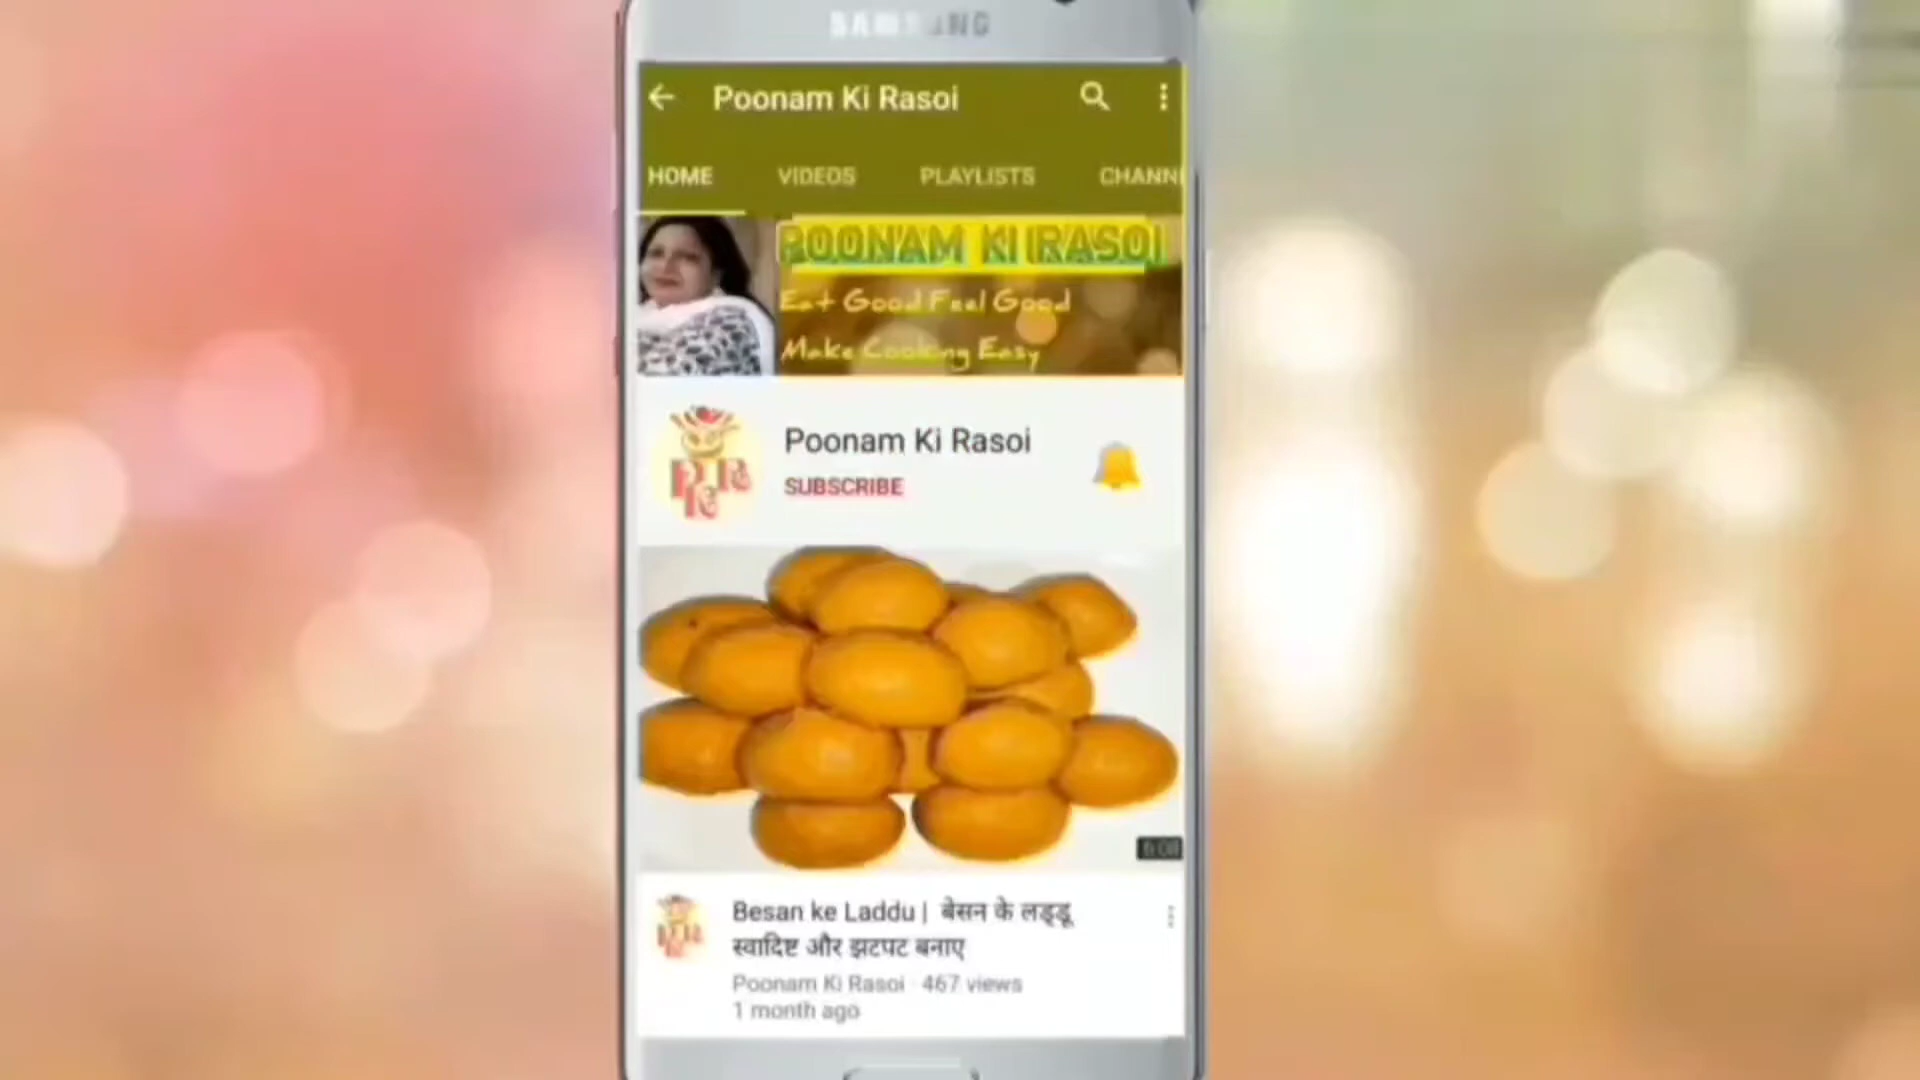 SAMSUNG
Poonam Ki Rasoi
HOME VIDEOS PLAYLISTS CHANN
POONAM KI RASOI
Eat Good Feel Good
Make Cooking Easy
Poonam Ki Rasoi
SUBSCRIBE
6:08
Besan ke Laddu | बेसन के लड्डू
स्वादिष्ट और झटपट बनाए
Poonam Ki Rasoi · 467 views
1 month ago